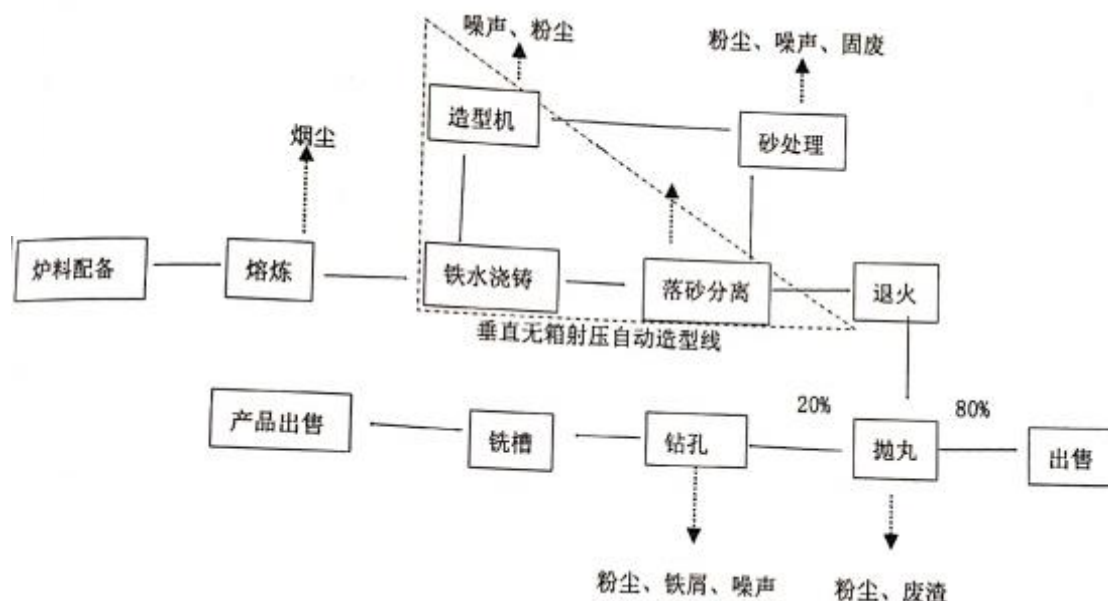 噪声、粉尘
粉尘、噪声、固废
造型机
砂处理
烟尘
炉料配备
熔炼
铁水浇铸
落砂分离
退火
垂直无箱射压自动造型线
20%
80%
产品出售
铣槽
钻孔
抛丸
出售
粉尘、铁屑、噪声
粉尘、废渣